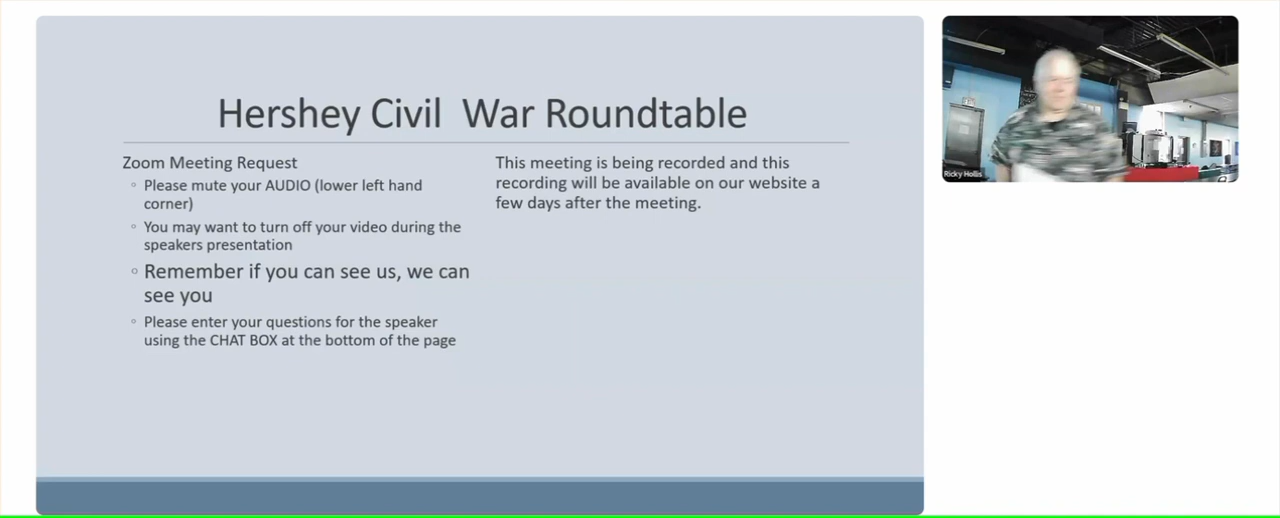 Hershey Civil  War Roundtable
Zoom Meeting Request
◦ Please mute your AUDIO (lower left hand
corner)
◦ You may want to turn off your video during the
speakers presentation
◦ Remember if you can see us, we can
see you
◦ Please enter your questions for the speaker
using the CHAT BOX at the bottom of the page
This meeting is being recorded and this
recording will be available on our website a
few days after the meeting.
Ricky Hollis